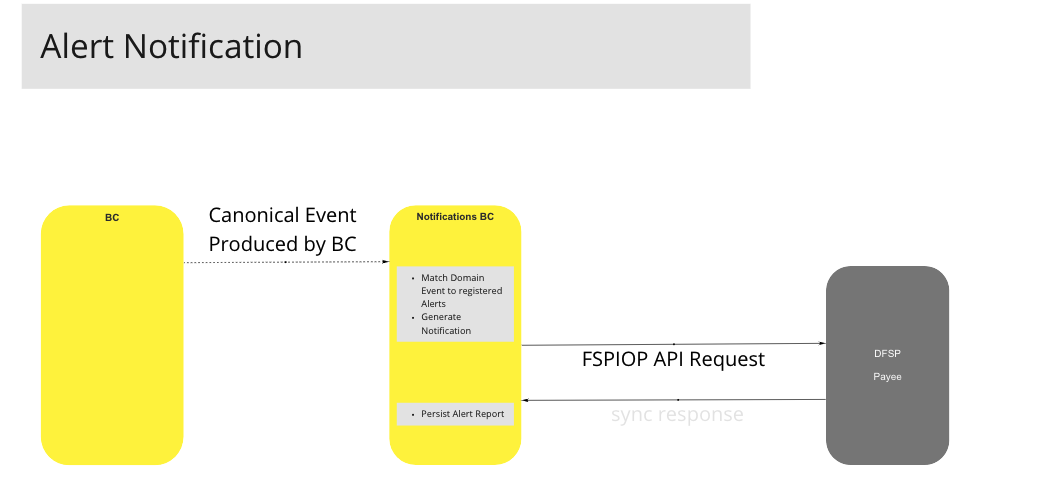 Alert Notification
BC
Canonical Event
Produced by BC
Notifications BC
• Match Domain
Event to registered
Alerts
• Generate
Notification
FSPIOP API Request
DFSP
Payee
• Persist Alert Report
sync response